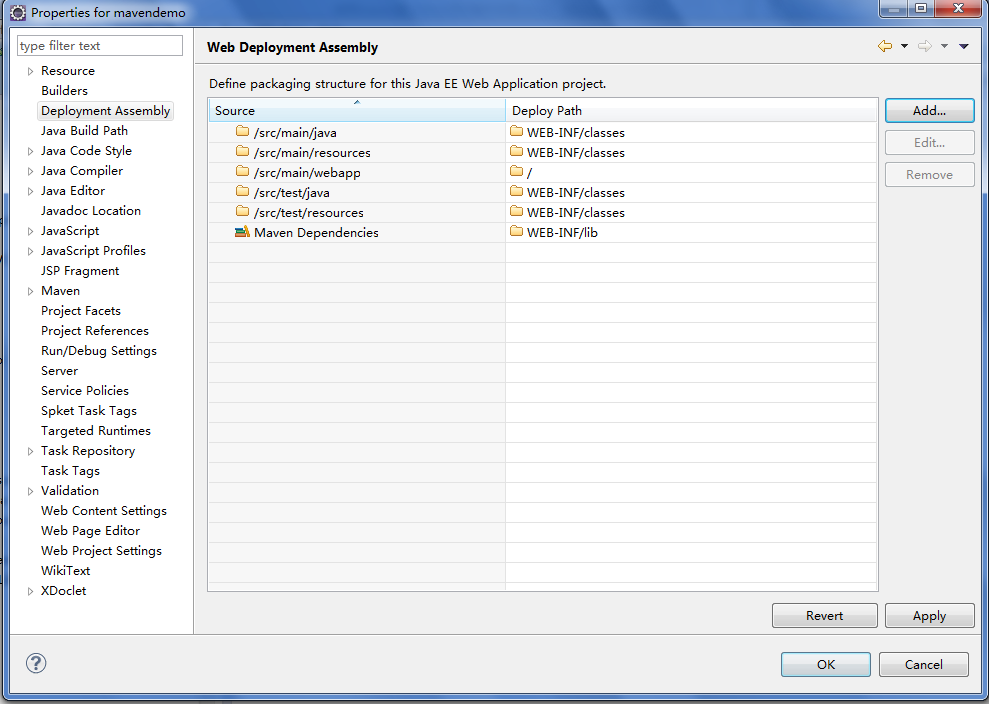 Properties for mavendemo
type filter text
Resource
Builders
Deployment Assembly
Java Build Path
Java Code Style
Java Compiler
Java Editor
Javadoc Location
JavaScript
JavaScript Profiles
JSP Fragment
Maven
Project Facets
Project References
Run/Debug Settings
Server
Service Policies
Spket Task Tags
Targeted Runtimes
Task Repository
Task Tags
Validation
Web Content Settings
Web Page Editor
Web Project Settings
WikiText
XDoclet
Web Deployment Assembly
Define packaging structure for this Java EE Web Application project.
Source Deploy Path
/src/main/java WEB-INF/classes
/src/main/resources WEB-INF/classes
/src/main/webapp /
/src/test/java WEB-INF/classes
/src/test/resources WEB-INF/classes
Maven Dependencies WEB-INF/lib
Add...
Edit...
Remove
Revert Apply
OK Cancel